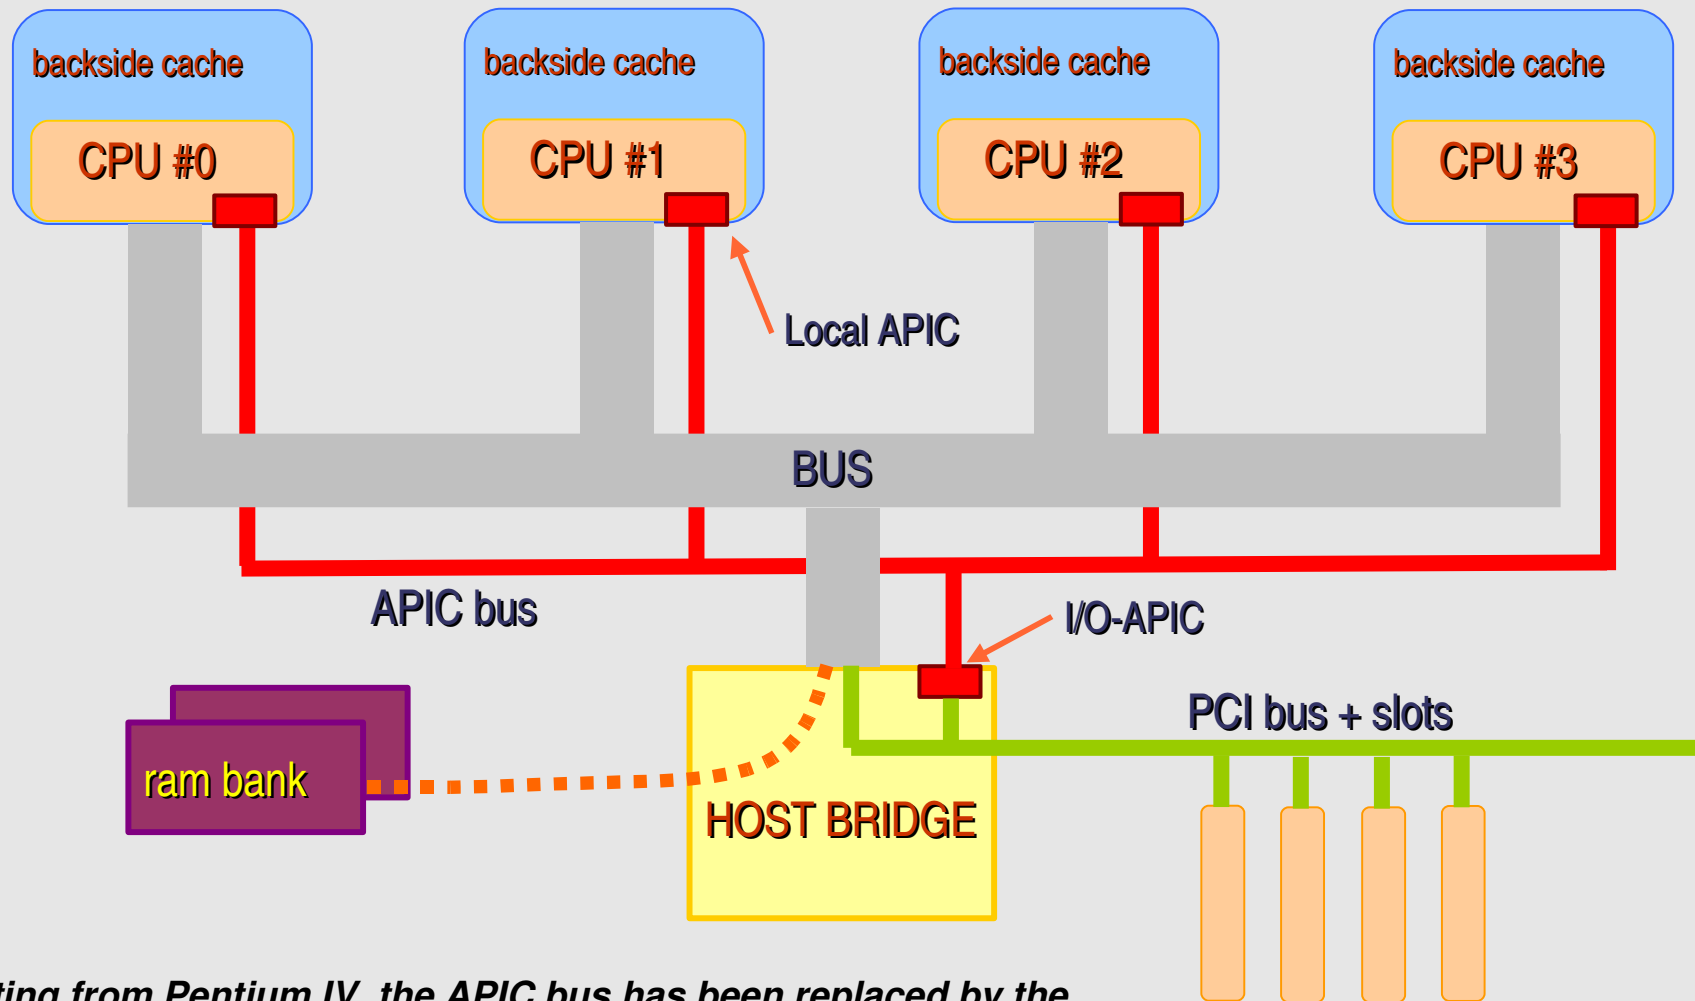 backside cache
backside cache
backside cache
backside cache
CPU #0
CPU #1
CPU #2
CPU #3
Local APIC
BUS
APIC bus
I/O-APIC
PCI bus + slots
ram bank
HOST BRIDGE
ting from Pentium IV, the APIC bus has been replaced by the